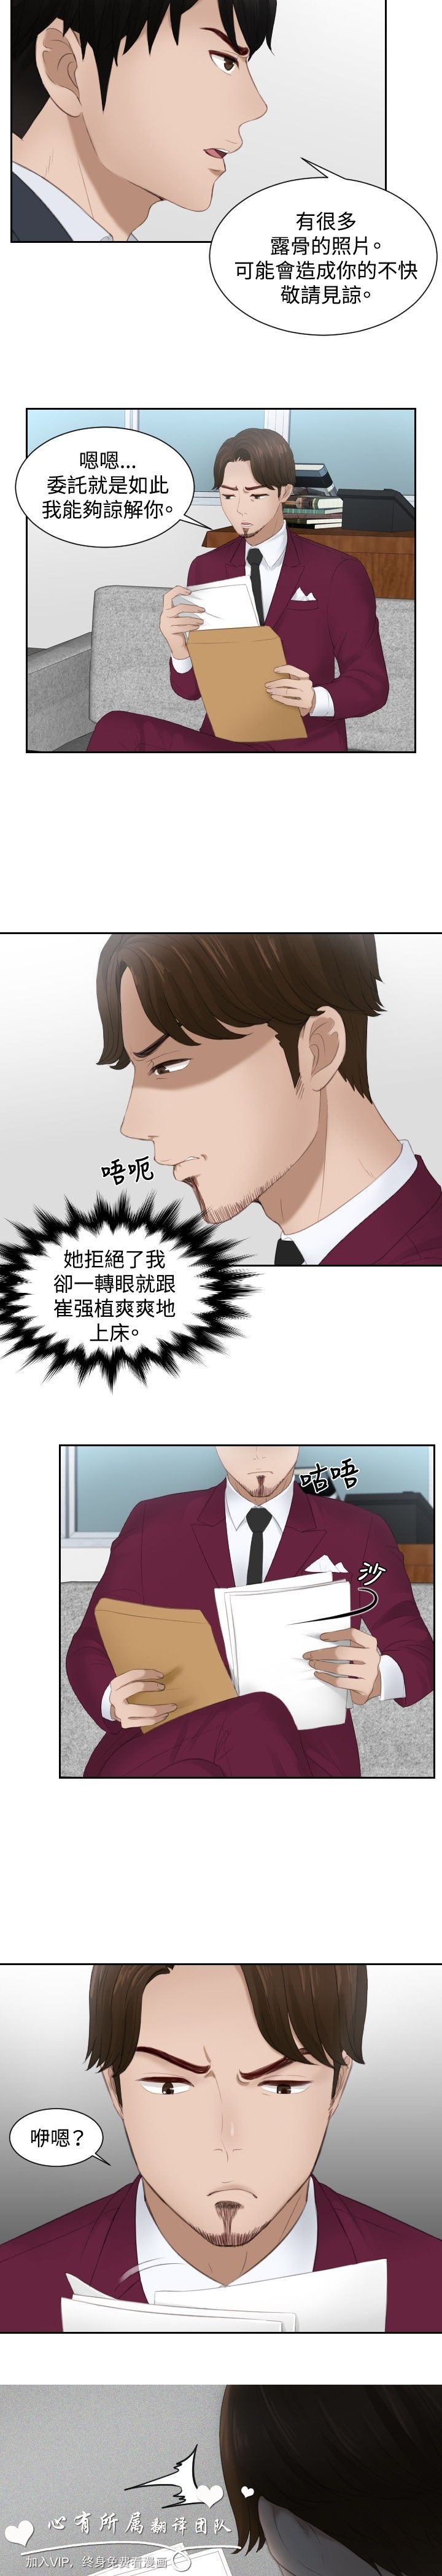 有很多
露骨的照片。
可能會造成你的不快
敬請見諒。
嗯嗯...
委託就是如此
我能夠諒解你。
唔呃
她拒絕了我
卻一轉眼就跟
崔强植爽爽地
上床。
咕唔
沙
咿嗯？
心有所属翻译团队
加入VIP，终身免费看漫画